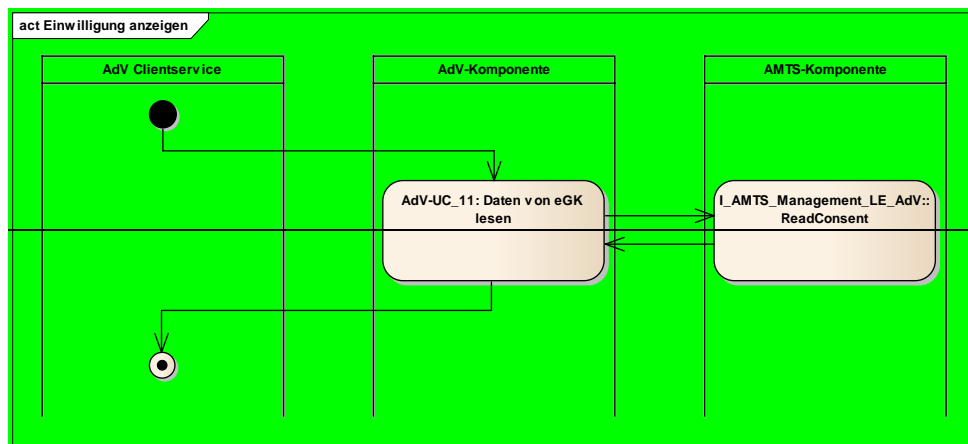 act Einwilligung anzeigen
AdV Clientservice
AdV-Komponente
AMTS-Komponente
AdV-UC_11: Daten von eGK
lesen
I_AMTS_Management_LE_AdV::
ReadConsent